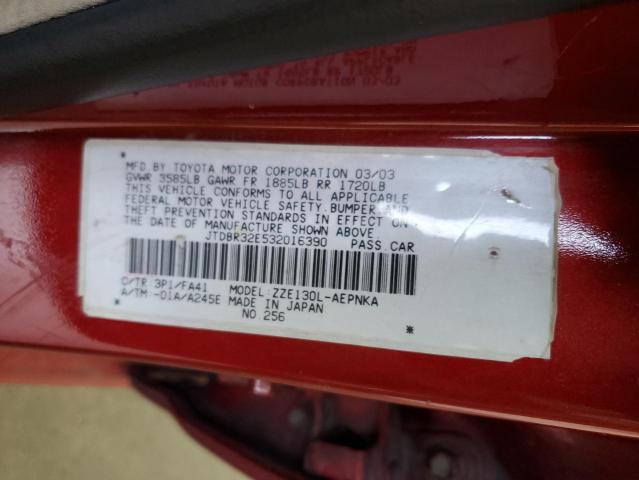 MFD. BY TOYOTA MOTOR CORPORATION 03/03
GVWR 3585LB GAWR FR 1885LB RR 1720LB
THIS VEHICLE CONFORMS TO ALL APPLICABLE
FEDERAL MOTOR VEHICLE SAFETY, BUMPER, AND
THEFT PREVENTION STANDARDS IN EFFECT ON
THE DATE OF MANUFACTURE SHOWN ABOVE.
JTDBR32E532016390 PASS. CAR
C/TR: 3P1/FA41 MODEL: ZZE130L-AEPNKA
A/TM: -01A/A245E MADE IN JAPAN
NO 256